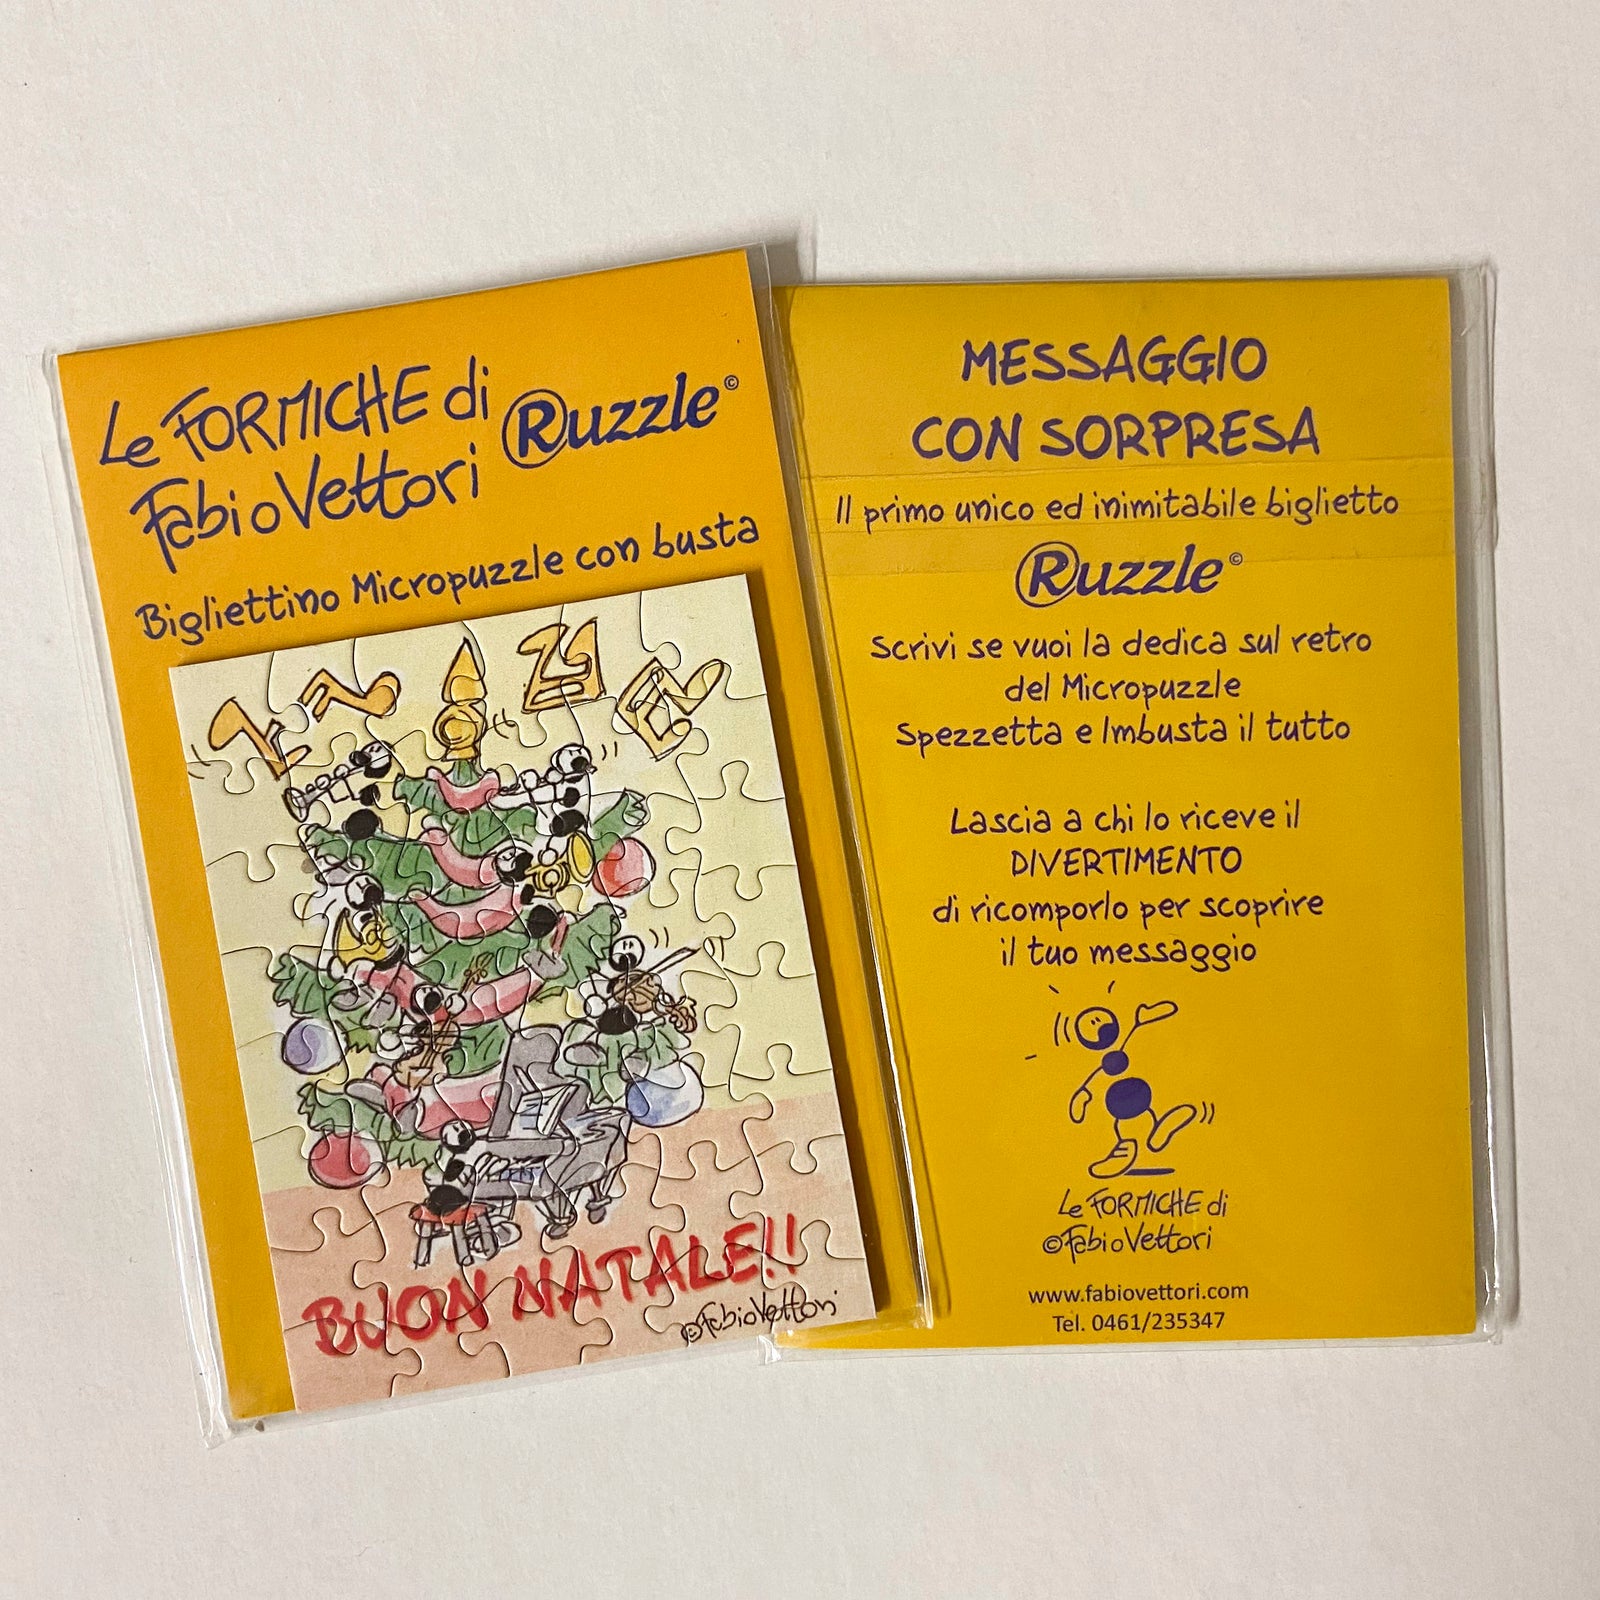 Le FORMICHE di
Fabio Vettori
Ruzzle©
Bigliettino Micropuzzle con busta
BUON NATALE!!
©Fabio Vettori
MESSAGGIO
CON SORPRESA
Il primo unico ed inimitabile biglietto
Ruzzle©
Scrivi se vuoi la dedica sul retro
del Micropuzzle
Spezzetta e Imbusta il tutto
Lascia a chi lo riceve il
DIVERTIMENTO
di ricomporlo per scoprire
il tuo messaggio
Le FORMICHE di
©Fabio Vettori
www.fabiovettori.com
Tel. 0461/235347